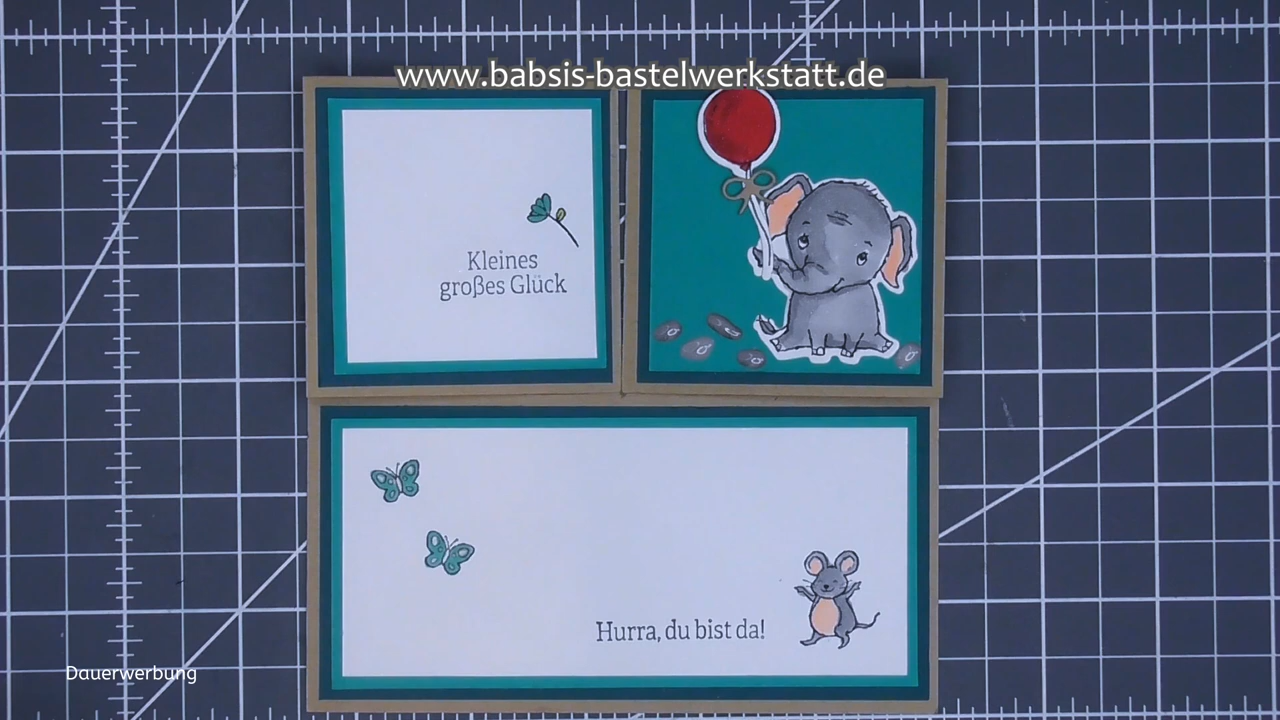 www.babsis-bastelwerkstatt.de
Kleines
großes Glück
Hurra, du bist da!
Dauerwerbung